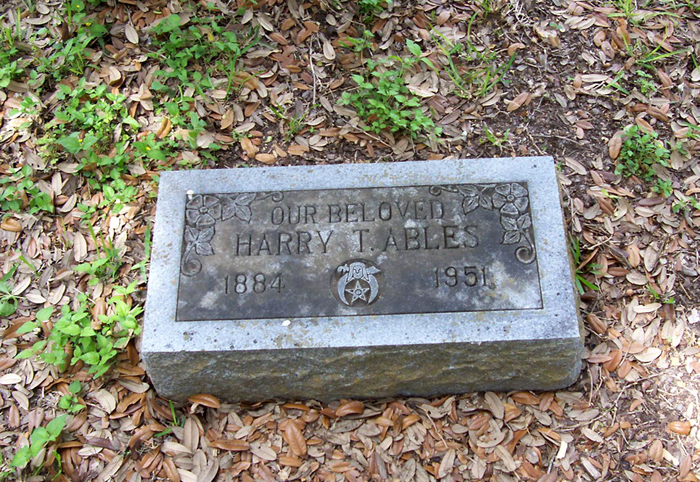 OUR BELOVED
HARRY T. ABLES
1884 1951